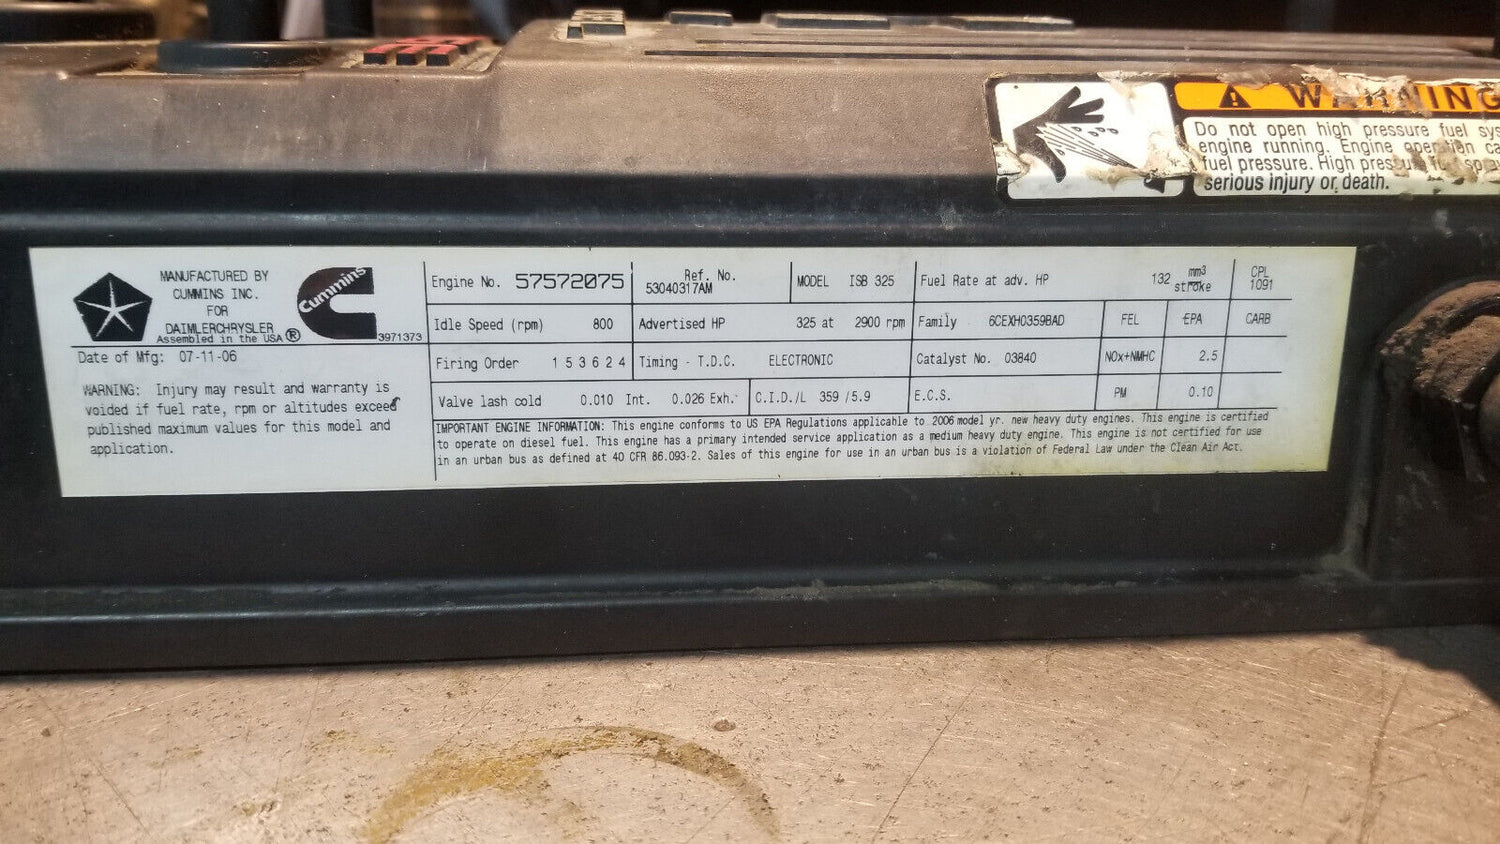 WARNING
Do not open high pressure fuel sys
engine running. Engine operation ca
fuel pressure. High pressure fuel spra
serious injury or death.
MANUFACTURED BY
CUMMINS INC.
FOR
DAIMLERCHRYSLER
Assembled in the USA ®
Cummins
3971373
Date of Mfg: 07-11-06
WARNING: Injury may result and warranty is
voided if fuel rate, rpm or altitudes exceed
published maximum values for this model and
application.
Engine No. 57572075
Ref. No.
53040317AM
MODEL ISB 325
Fuel Rate at adv. HP 132 mm³
stroke
CPL
1091
Idle Speed (rpm) 800
Advertised HP 325 at 2900 rpm
Family 6CEXH0359BAD
FEL
EPA
CARB
Firing Order 1 5 3 6 2 4
Timing - T.D.C. ELECTRONIC
Catalyst No. 03840
NOx+NMHC
2.5
Valve lash cold 0.010 Int. 0.026 Exh.
C.I.D./L 359 /5.9
E.C.S.
PM
0.10
IMPORTANT ENGINE INFORMATION: This engine conforms to US EPA Regulations applicable to 2006 model yr. new heavy duty engines. This engine is certified
to operate on diesel fuel. This engine has a primary intended service application as a medium heavy duty engine. This engine is not certified for use
in an urban bus as defined at 40 CFR 86.093-2. Sales of this engine for use in an urban bus is a violation of Federal Law under the Clean Air Act.